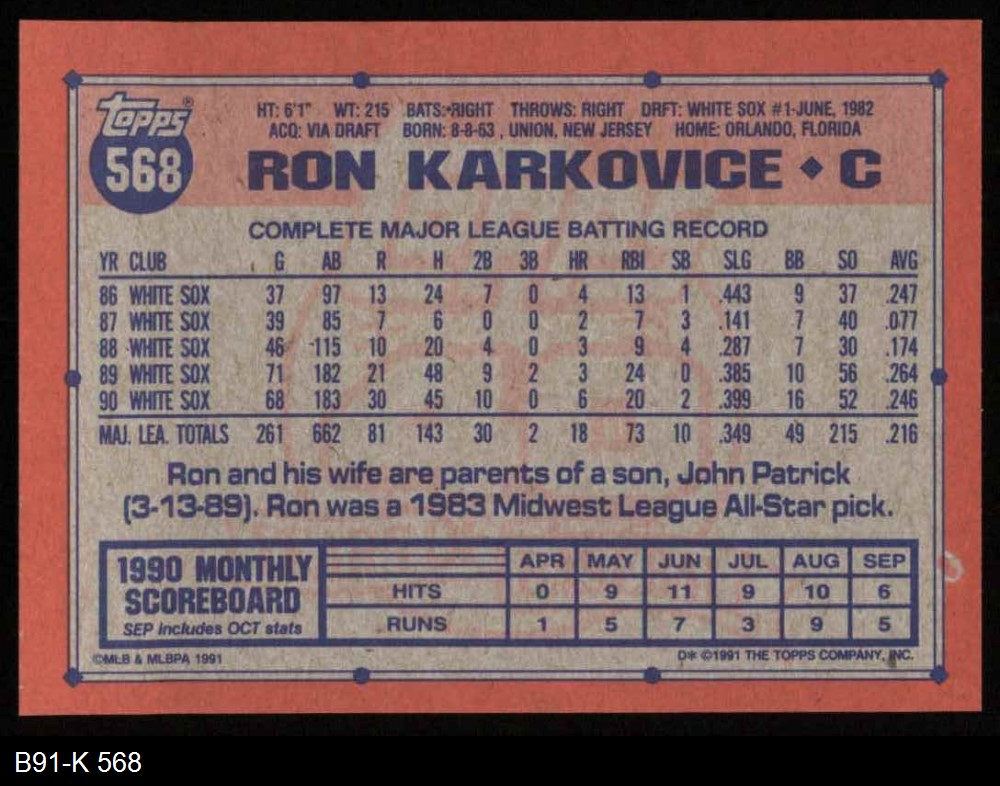 Topps®
568
HT: 6'1" WT: 215 BATS: RIGHT THROWS: RIGHT DRFT: WHITE SOX #1-JUNE, 1982
ACQ: VIA DRAFT BORN: 8-8-63, UNION, NEW JERSEY HOME: ORLANDO, FLORIDA
RON KARKOVICE ◆ C
COMPLETE MAJOR LEAGUE BATTING RECORD
YR CLUB G AB R H 2B 3B HR RBI SB SLG BB SO AVG
86 WHITE SOX 37 97 13 24 7 0 4 13 1 .443 9 37 .247
87 WHITE SOX 39 85 7 6 0 0 2 7 3 .141 7 40 .077
88 WHITE SOX 46 115 10 20 4 0 3 9 4 .287 7 30 .174
89 WHITE SOX 71 182 21 48 9 2 3 24 0 .385 10 56 .264
90 WHITE SOX 68 183 30 45 10 0 6 20 2 .399 16 52 .246
MAJ. LEA. TOTALS 261 662 81 143 30 2 18 73 10 .349 49 215 .216
Ron and his wife are parents of a son, John Patrick
(3-13-89). Ron was a 1983 Midwest League All-Star pick.
1990 MONTHLY
SCOREBOARD
SEP includes OCT stats
APR MAY JUN JUL AUG SEP
HITS 0 9 11 9 10 6
RUNS 1 5 7 3 9 5
©MLB & MLBPA 1991
D* ©1991 THE TOPPS COMPANY, INC.
B91-K 568